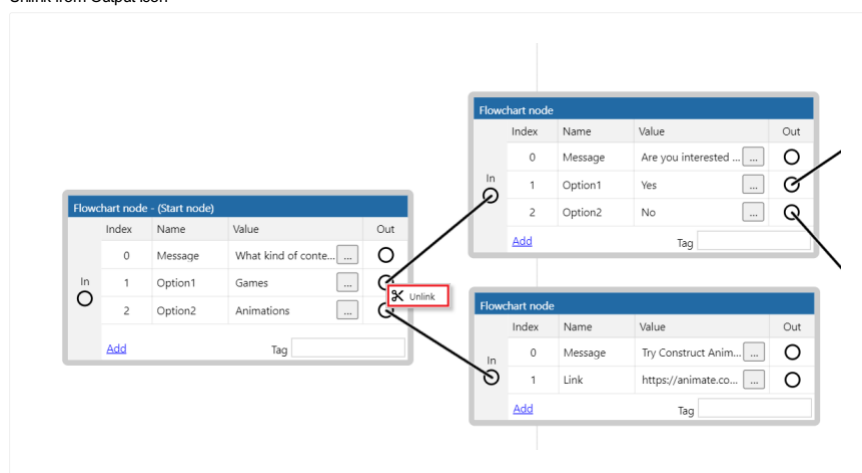 Unlink from Output icon
Flowchart node - (Start node)
Index Name Value Out
0 Message What kind of conte... ...
In
1 Option1 Games ...
2 Option2 Animations ...
Add Tag
Unlink
Flowchart node
Index Name Value Out
0 Message Are you interested ... ...
In
1 Option1 Yes ...
2 Option2 No ...
Add Tag
Flowchart node
Index Name Value Out
0 Message Try Construct Anim... ...
In
1 Link https://animate.co... ...
Add Tag